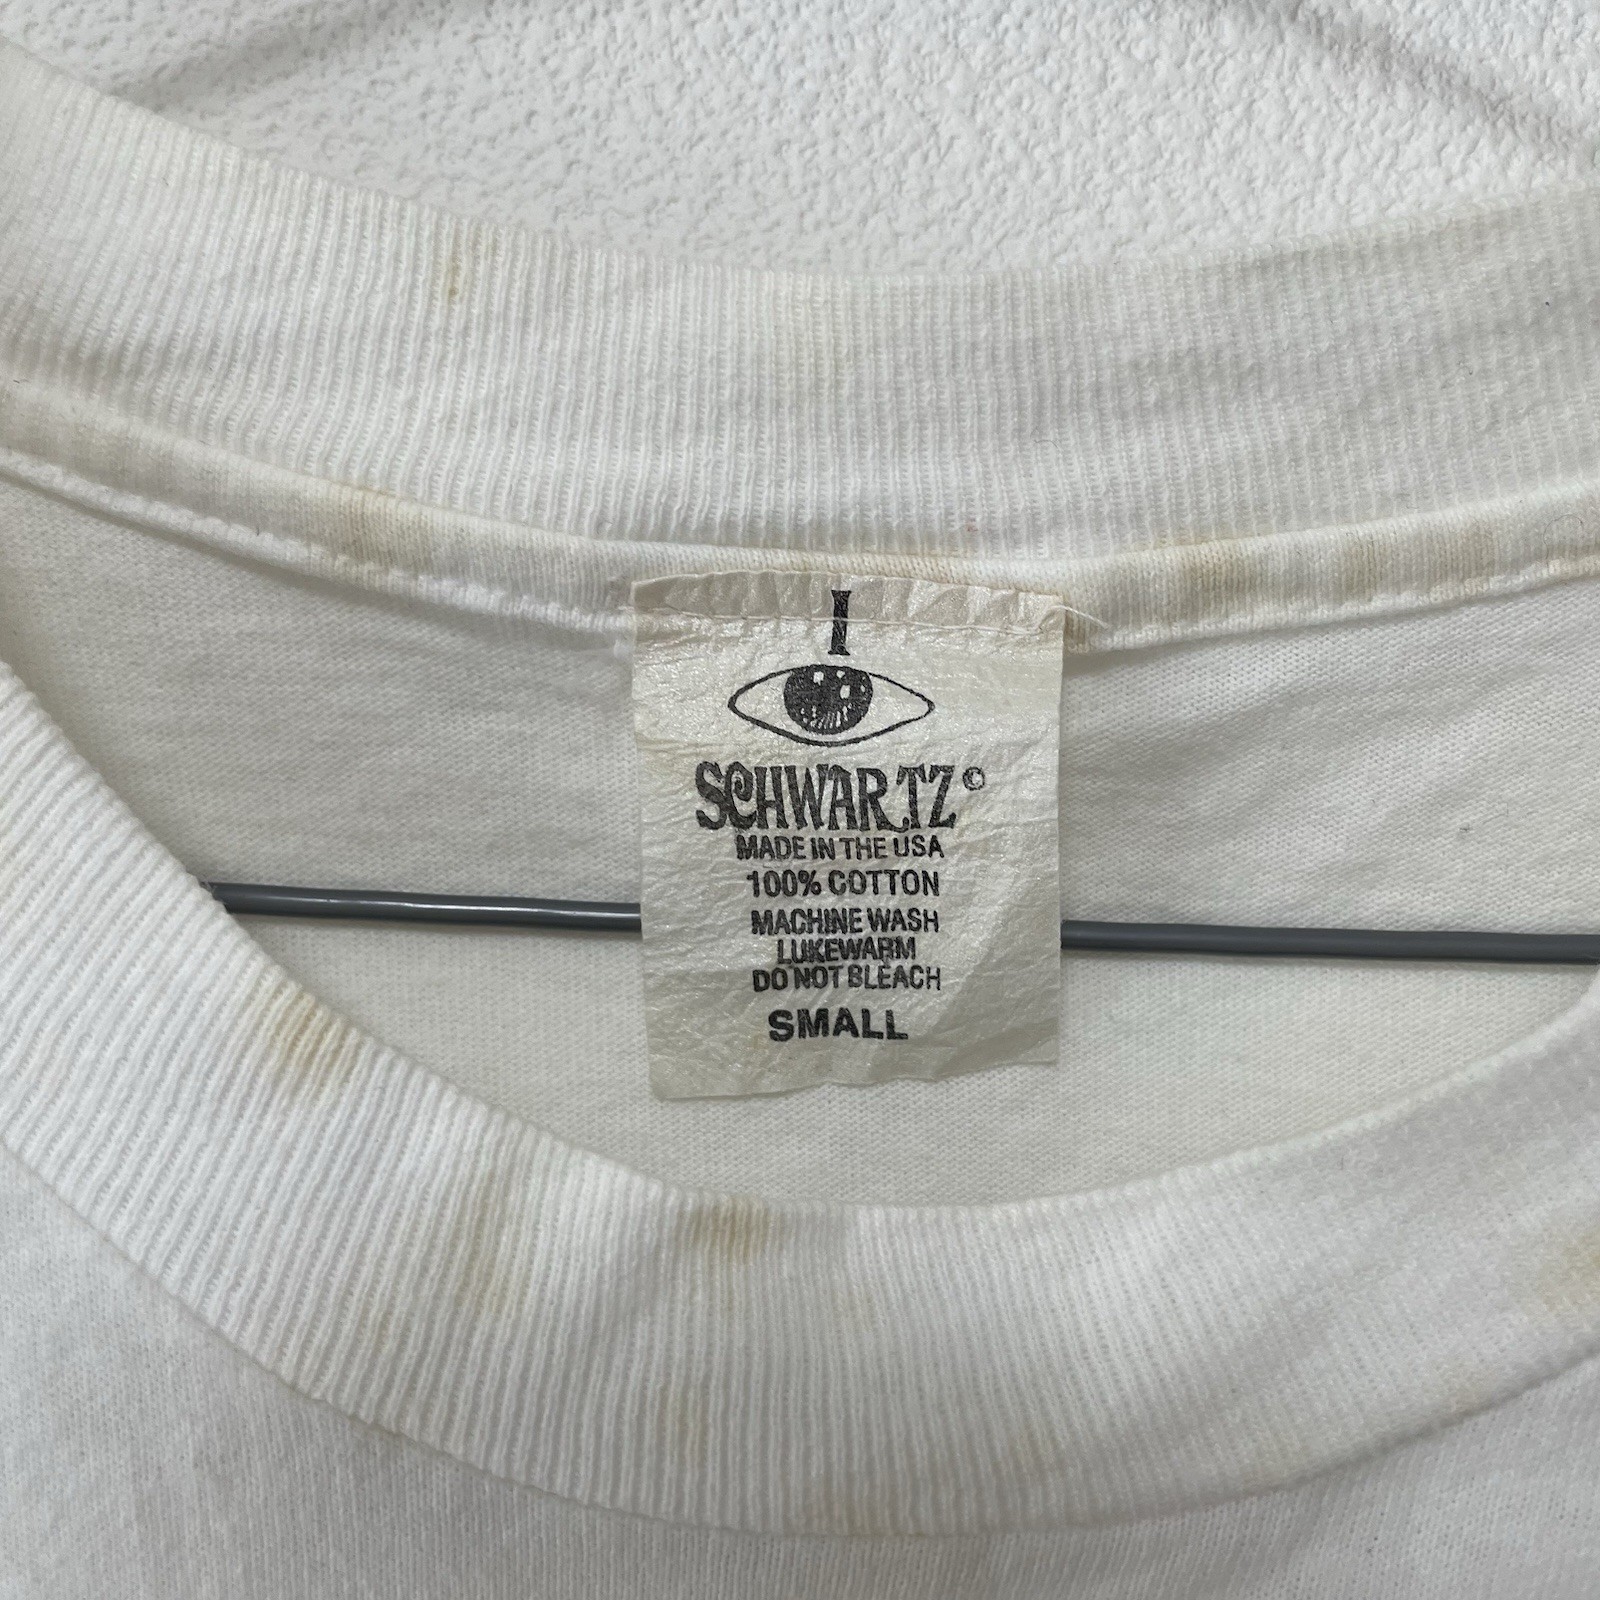 I
SCHWARTZ©
MADE IN THE USA
100% COTTON
MACHINE WASH
LUKEWARM
DO NOT BLEACH
SMALL